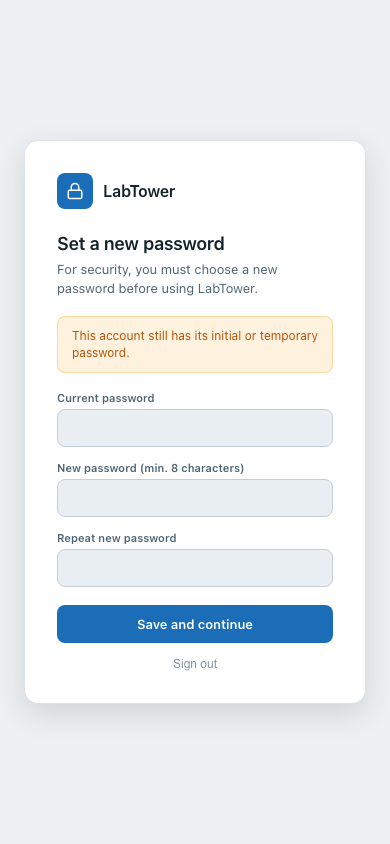 LabTower
Set a new password
For security, you must choose a new
password before using LabTower.
This account still has its initial or temporary
password.
Current password
New password (min. 8 characters)
Repeat new password
Save and continue
Sign out